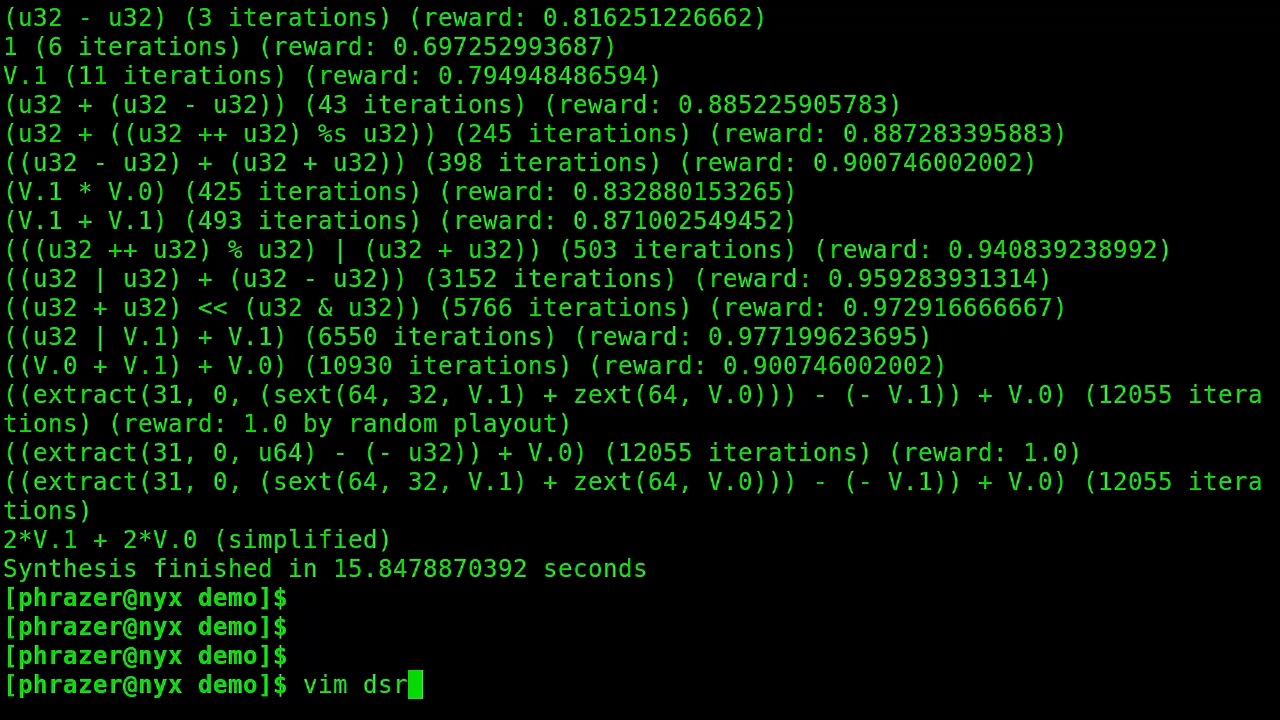 (u32 - u32) (3 iterations) (reward: 0.816251226662)
1 (6 iterations) (reward: 0.697252993687)
V.1 (11 iterations) (reward: 0.794948486594)
(u32 + (u32 - u32)) (43 iterations) (reward: 0.885225905783)
(u32 + ((u32 ++ u32) %s u32)) (245 iterations) (reward: 0.887283395883)
((u32 - u32) + (u32 + u32)) (398 iterations) (reward: 0.900746002002)
(V.1 * V.0) (425 iterations) (reward: 0.832880153265)
(V.1 + V.1) (493 iterations) (reward: 0.871002549452)
(((u32 ++ u32) % u32) | (u32 + u32)) (503 iterations) (reward: 0.940839238992)
((u32 | u32) + (u32 - u32)) (3152 iterations) (reward: 0.959283931314)
((u32 + u32) << (u32 & u32)) (5766 iterations) (reward: 0.972916666667)
((u32 | V.1) + V.1) (6550 iterations) (reward: 0.977199623695)
((V.0 + V.1) + V.0) (10930 iterations) (reward: 0.900746002002)
((extract(31, 0, (sext(64, 32, V.1) + zext(64, V.0))) - (- V.1)) + V.0) (12055 itera
tions) (reward: 1.0 by random playout)
((extract(31, 0, u64) - (- u32)) + V.0) (12055 iterations) (reward: 1.0)
((extract(31, 0, (sext(64, 32, V.1) + zext(64, V.0))) - (- V.1)) + V.0) (12055 itera
tions)
2*V.1 + 2*V.0 (simplified)
Synthesis finished in 15.8478870392 seconds
[phrazer@nyx demo]$
[phrazer@nyx demo]$
[phrazer@nyx demo]$
[phrazer@nyx demo]$ vim dsr